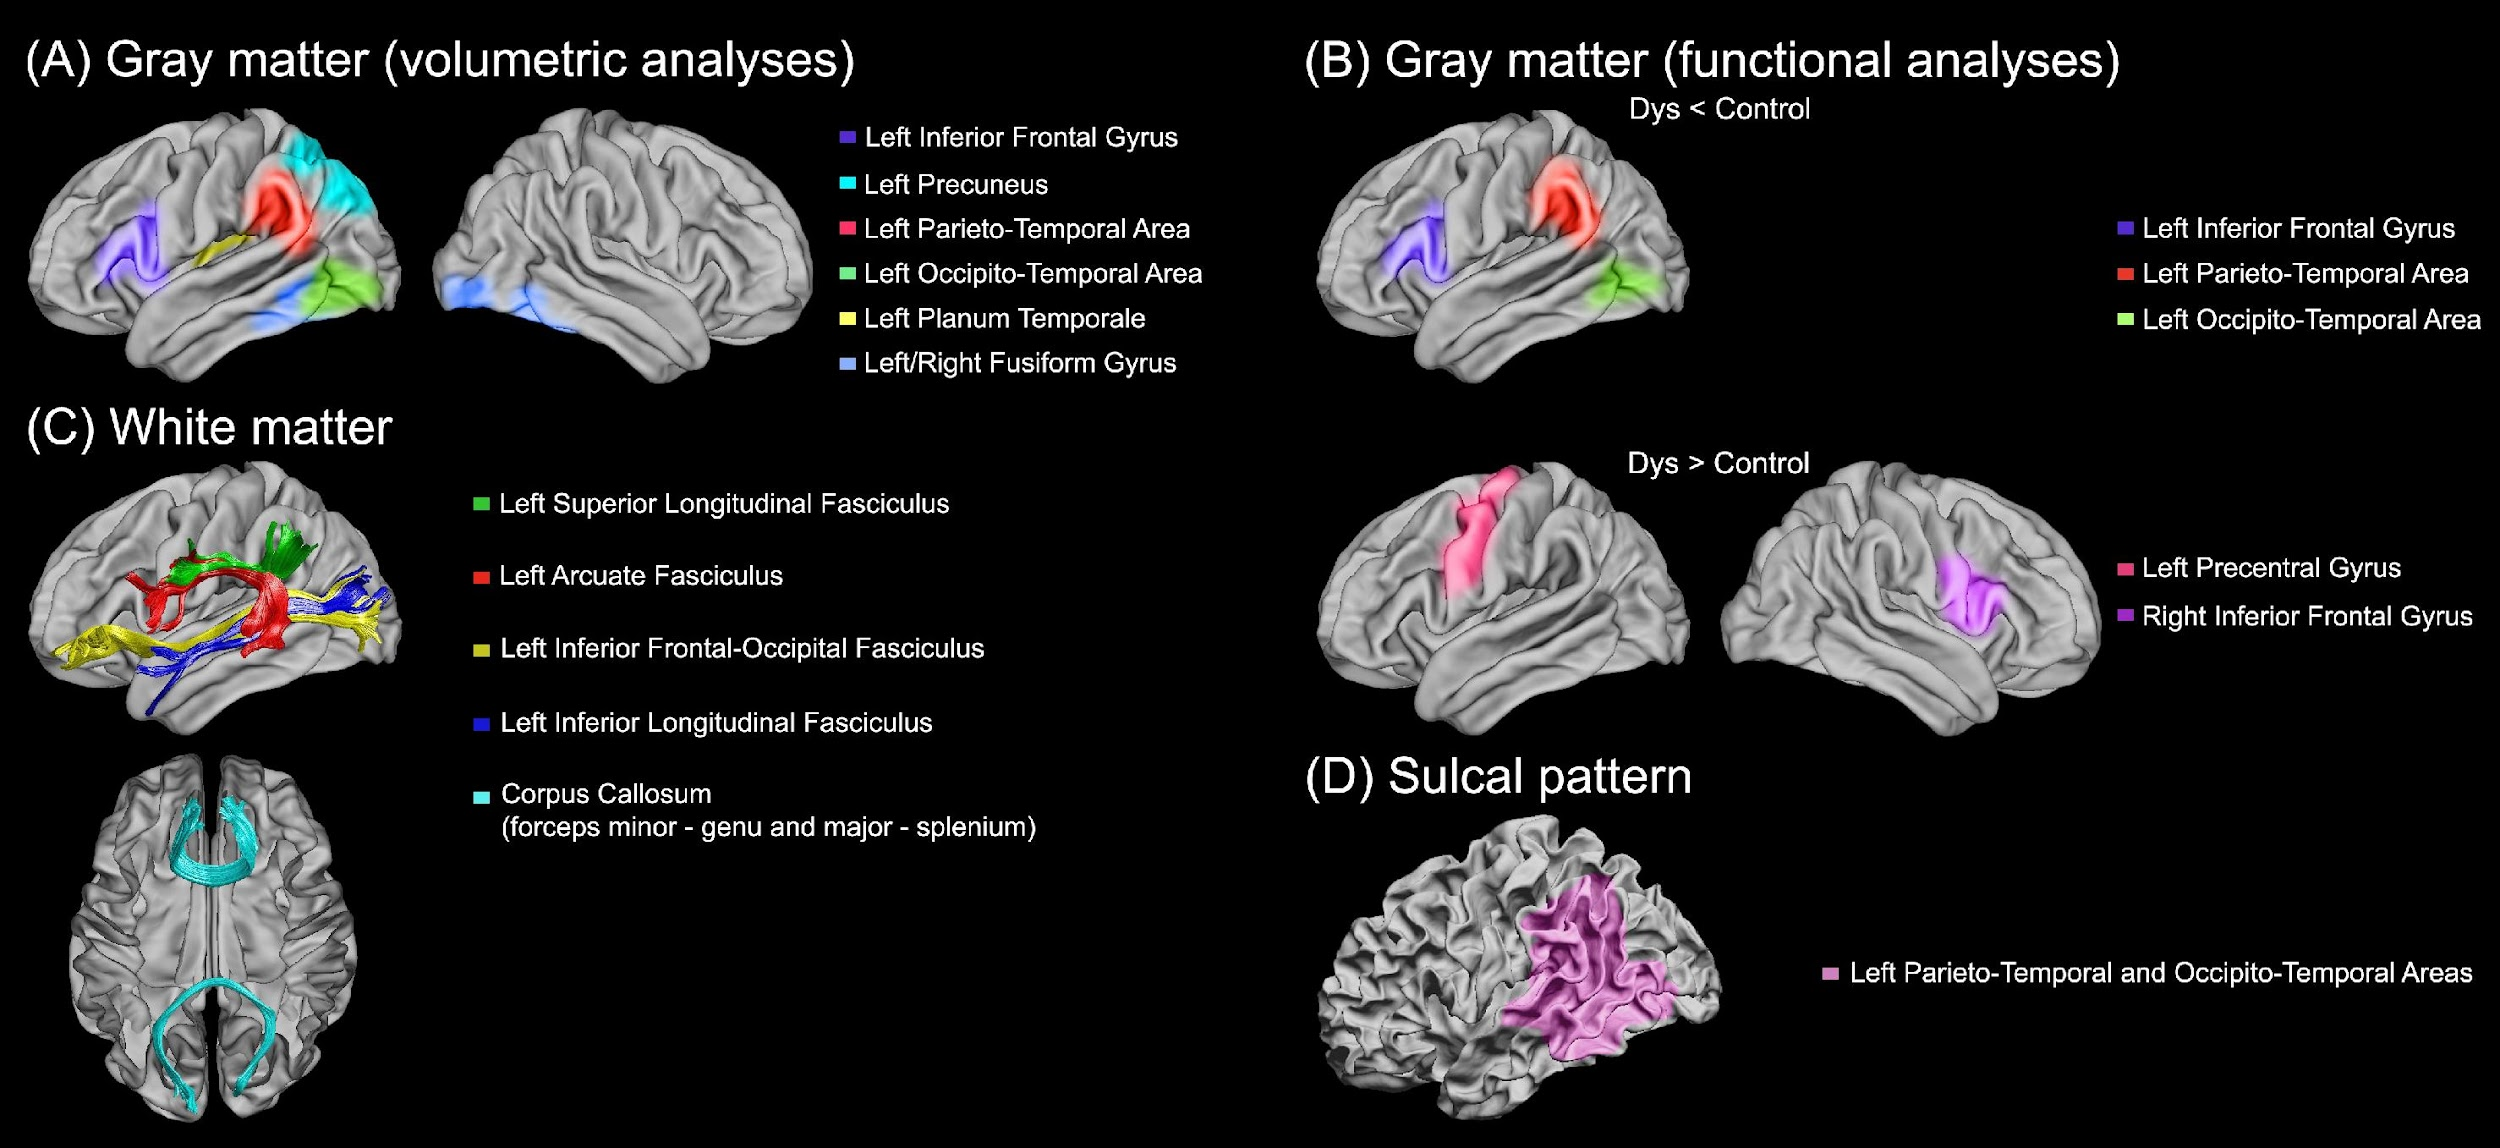 (A) Gray matter (volumetric analyses)
Left Inferior Frontal Gyrus
Left Precuneus
Left Parieto-Temporal Area
Left Occipito-Temporal Area
Left Planum Temporale
Left/Right Fusiform Gyrus
(B) Gray matter (functional analyses)
Dys < Control
Left Inferior Frontal Gyrus
Left Parieto-Temporal Area
Left Occipito-Temporal Area
Dys > Control
Left Precentral Gyrus
Right Inferior Frontal Gyrus
(C) White matter
Left Superior Longitudinal Fasciculus
Left Arcuate Fasciculus
Left Inferior Frontal-Occipital Fasciculus
Left Inferior Longitudinal Fasciculus
Corpus Callosum
(forceps minor - genu and major - splenium)
(D) Sulcal pattern
Left Parieto-Temporal and Occipito-Temporal Areas